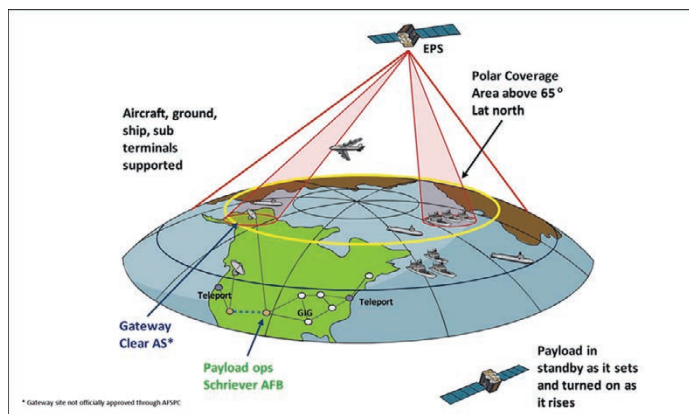 EPS
Polar Coverage
Area above 65°
Lat north
Aircraft, ground,
ship, sub
terminals
supported
Teleport
GIG
Teleport
Gateway
Clear AS*
Payload ops
Schriever AFB
Payload in
standby as it sets
and turned on as
it rises
* Gateway site not officially approved through AFSPC